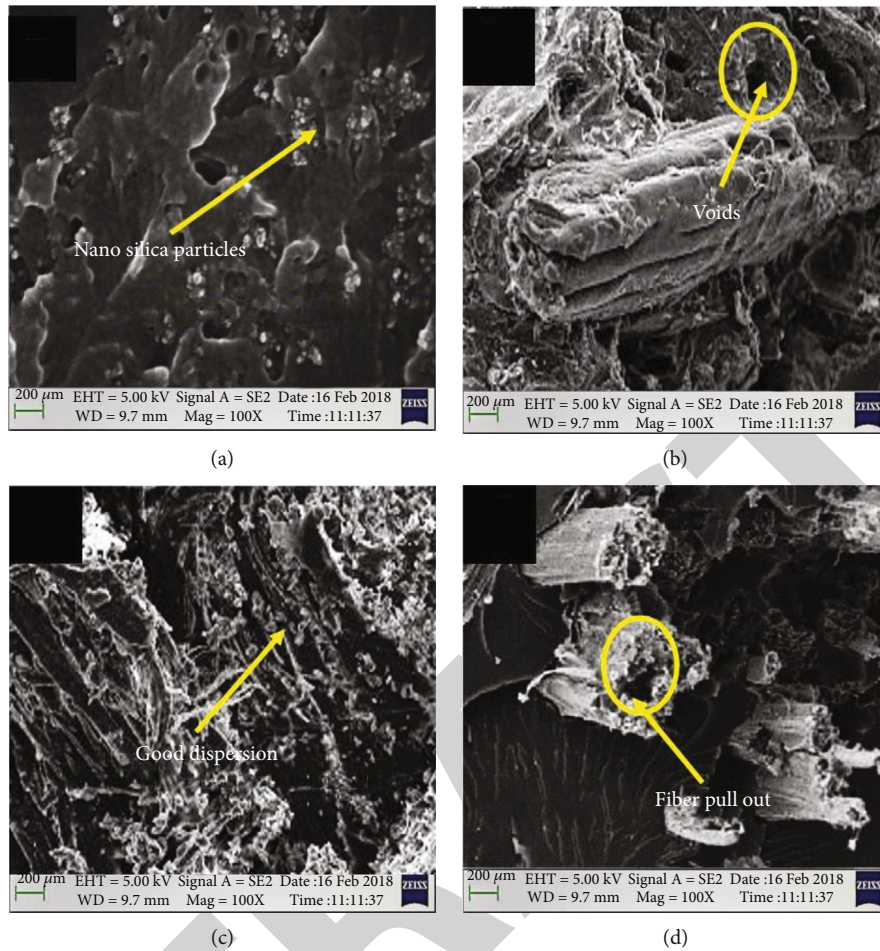 Nano silica particles
200 μm EHT = 5.00 kV Signal A = SE2 Date :16 Feb 2018
WD = 9.7 mm Mag = 100X Time :11:11:37
ZEISS
(a)
Voids
200 μm EHT = 5.00 kV Signal A = SE2 Date :16 Feb 2018
WD = 9.7 mm Mag = 100X Time :11:11:37
ZEISS
(b)
Good dispersion
200 μm EHT = 5.00 kV Signal A = SE2 Date :16 Feb 2018
WD = 9.7 mm Mag = 100X Time :11:11:37
ZEISS
(c)
Fiber pull out
200 μm EHT = 5.00 kV Signal A = SE2 Date :16 Feb 2018
WD = 9.7 mm Mag = 100X Time :11:11:37
ZEISS
(d)